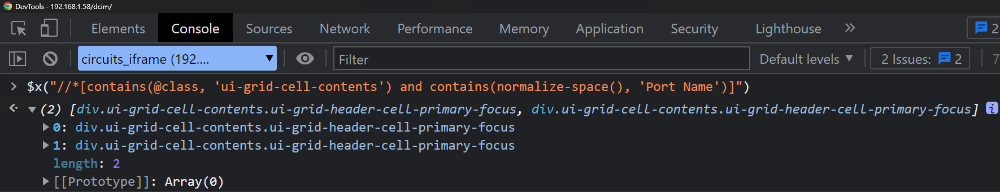 DevTools - 192.168.1.58/dcim/
Elements Console Sources Network Performance Memory Application Security Lighthouse » 2
circuits_iframe (192.... ▼ Filter Default levels ▼ 2 Issues: 2 7
> $x("//*[contains(@class, 'ui-grid-cell-contents') and contains(normalize-space(), 'Port Name')]")
<· ▼ (2) [div.ui-grid-cell-contents.ui-grid-header-cell-primary-focus, div.ui-grid-cell-contents.ui-grid-header-cell-primary-focus] i
▶ 0: div.ui-grid-cell-contents.ui-grid-header-cell-primary-focus
▶ 1: div.ui-grid-cell-contents.ui-grid-header-cell-primary-focus
length: 2
▶ [[Prototype]]: Array(0)